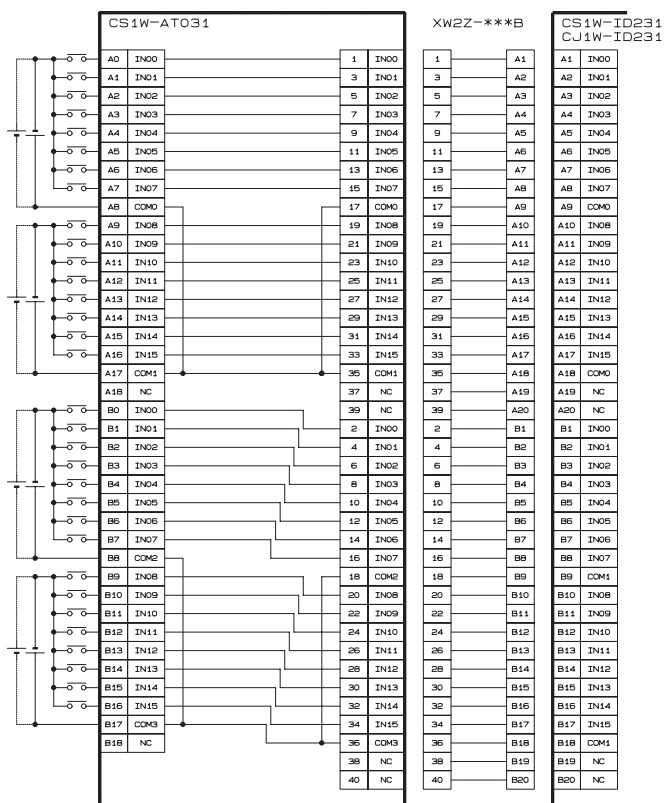 CS1W-AT031 XW2Z-***B CS1W-ID231
CJ1W-ID231
A0 IN00 1 IN00 1 A1 A1 IN00
A1 IN01 3 IN01 3 A2 A2 IN01
A2 IN02 5 IN02 5 A3 A3 IN02
A3 IN03 7 IN03 7 A4 A4 IN03
A4 IN04 9 IN04 9 A5 A5 IN04
A5 IN05 11 IN05 11 A6 A6 IN05
A6 IN06 13 IN06 13 A7 A7 IN06
A7 IN07 15 IN07 15 A8 A8 IN07
A8 COM0 17 COM0 17 A9 A9 COM0
A9 IN08 19 IN08 19 A10 A10 IN08
A10 IN09 21 IN09 21 A11 A11 IN09
A11 IN10 23 IN10 23 A12 A12 IN10
A12 IN11 25 IN11 25 A13 A13 IN11
A13 IN12 27 IN12 27 A14 A14 IN12
A14 IN13 29 IN13 29 A15 A15 IN13
A15 IN14 31 IN14 31 A16 A16 IN14
A16 IN15 33 IN15 33 A17 A17 IN15
A17 COM1 35 COM1 35 A18 A18 COM0
A18 NC 37 NC 37 A19 A19 NC
B0 IN00 39 NC 39 A20 A20 NC
B1 IN01 2 IN00 2 B1 B1 IN00
B2 IN02 4 IN01 4 B2 B2 IN01
B3 IN03 6 IN02 6 B3 B3 IN02
B4 IN04 8 IN03 8 B4 B4 IN03
B5 IN05 10 IN04 10 B5 B5 IN04
B6 IN06 12 IN05 12 B6 B6 IN05
B7 IN07 14 IN06 14 B7 B7 IN06
B8 COM2 16 IN07 16 B8 B8 IN07
B9 IN08 18 COM2 18 B9 B9 COM1
B10 IN09 20 IN08 20 B10 B10 IN08
B11 IN10 22 IN09 22 B11 B11 IN09
B12 IN11 24 IN10 24 B12 B12 IN10
B13 IN12 26 IN11 26 B13 B13 IN11
B14 IN13 28 IN12 28 B14 B14 IN12
B15 IN14 30 IN13 30 B15 B15 IN13
B16 IN15 32 IN14 32 B16 B16 IN14
B17 COM3 34 IN15 34 B17 B17 IN15
B18 NC 36 COM3 36 B18 B18 COM1
38 NC 38 B19 B19 NC
40 NC 40 B20 B20 NC